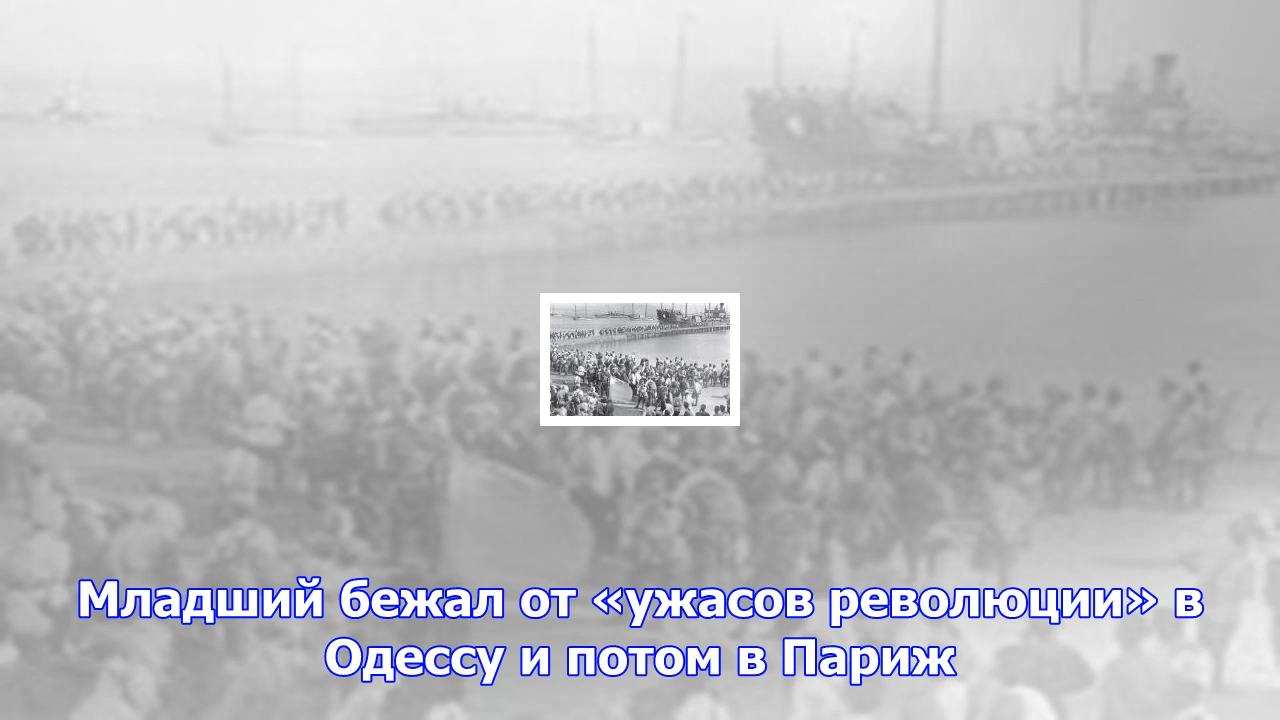 Младший бежал от «ужасов революции» в
Одессу и потом в Париж